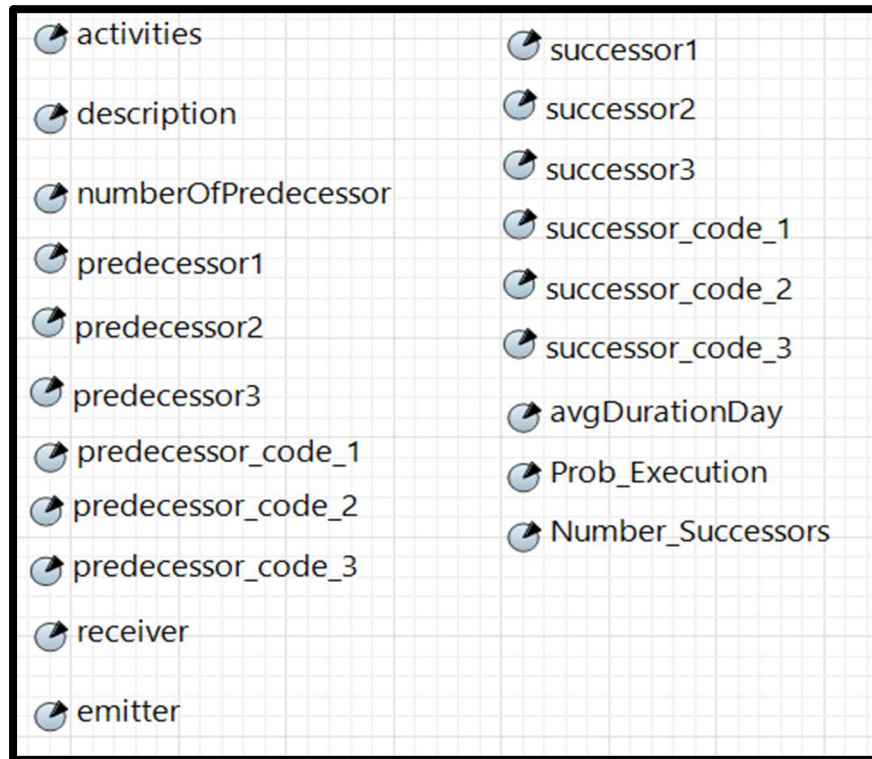 activities
description
numberOfPredecessor
predecessor1
predecessor2
predecessor3
predecessor_code_1
predecessor_code_2
predecessor_code_3
receiver
emitter
successor1
successor2
successor3
successor_code_1
successor_code_2
successor_code_3
avgDurationDay
Prob_Execution
Number_Successors